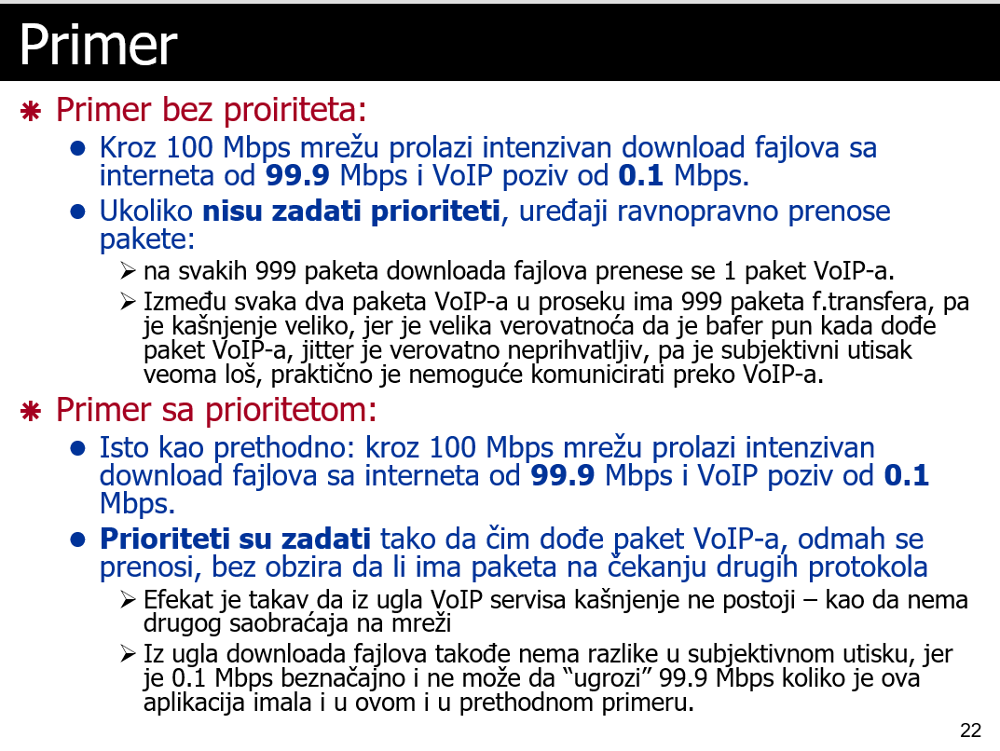 Primer
Primer bez proiriteta:
Kroz 100 Mbps mrežu prolazi intenzivan download fajlova sa
interneta od 99.9 Mbps i VoIP poziv od 0.1 Mbps.
Ukoliko nisu zadati prioriteti, uređaji ravnopravno prenose
pakete:
na svakih 999 paketa downloada fajlova prenese se 1 paket VoIP-a.
Između svaka dva paketa VoIP-a u proseku ima 999 paketa f.transfera, pa
je kašnjenje veliko, jer je velika verovatnoća da je bafer pun kada dođe
paket VoIP-a, jitter je verovatno neprihvatljiv, pa je subjektivni utisak
veoma loš, praktično je nemoguće komunicirati preko VoIP-a.
Primer sa prioritetom:
Isto kao prethodno: kroz 100 Mbps mrežu prolazi intenzivan
download fajlova sa interneta od 99.9 Mbps i VoIP poziv od 0.1
Mbps.
Prioriteti su zadati tako da čim dođe paket VoIP-a, odmah se
prenosi, bez obzira da li ima paketa na čekanju drugih protokola
Efekat je takav da iz ugla VoIP servisa kašnjenje ne postoji – kao da nema
drugog saobraćaja na mreži
Iz ugla downloada fajlova takođe nema razlike u subjektivnom utisku, jer
je 0.1 Mbps beznačajno i ne može da “ugrozi” 99.9 Mbps koliko je ova
aplikacija imala i u ovom i u prethodnom primeru.
22